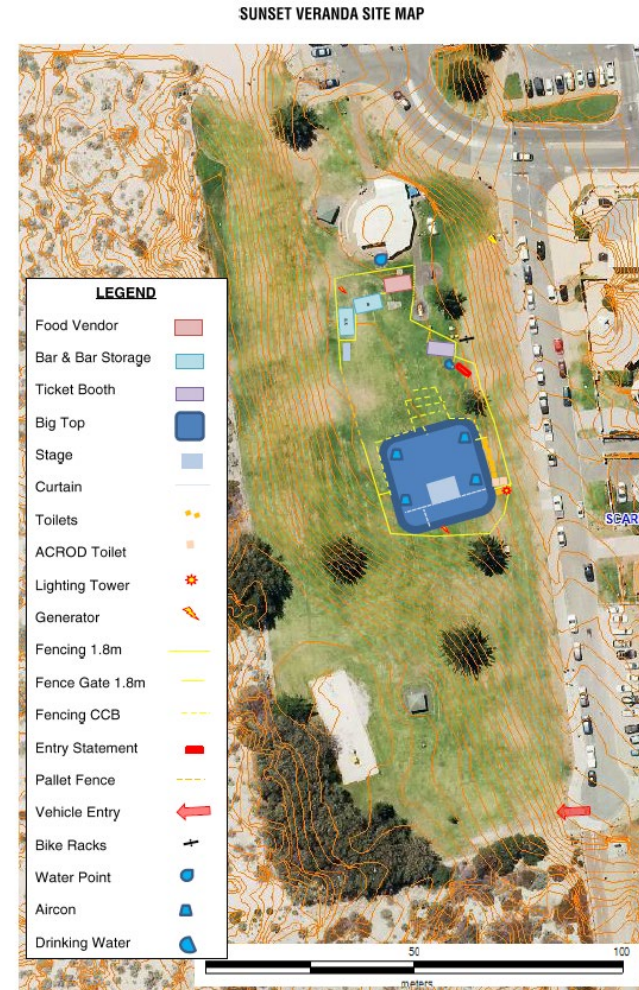 SUNSET VERANDA SITE MAP
LEGEND
Food Vendor
Bar & Bar Storage
Ticket Booth
Big Top
Stage
Curtain
Toilets
ACROD Toilet
Lighting Tower
Generator
Fencing 1.8m
Fence Gate 1.8m
Fencing CCB
Entry Statement
Pallet Fence
Vehicle Entry
Bike Racks
Water Point
Aircon
Drinking Water
SCAR
50
100
meters